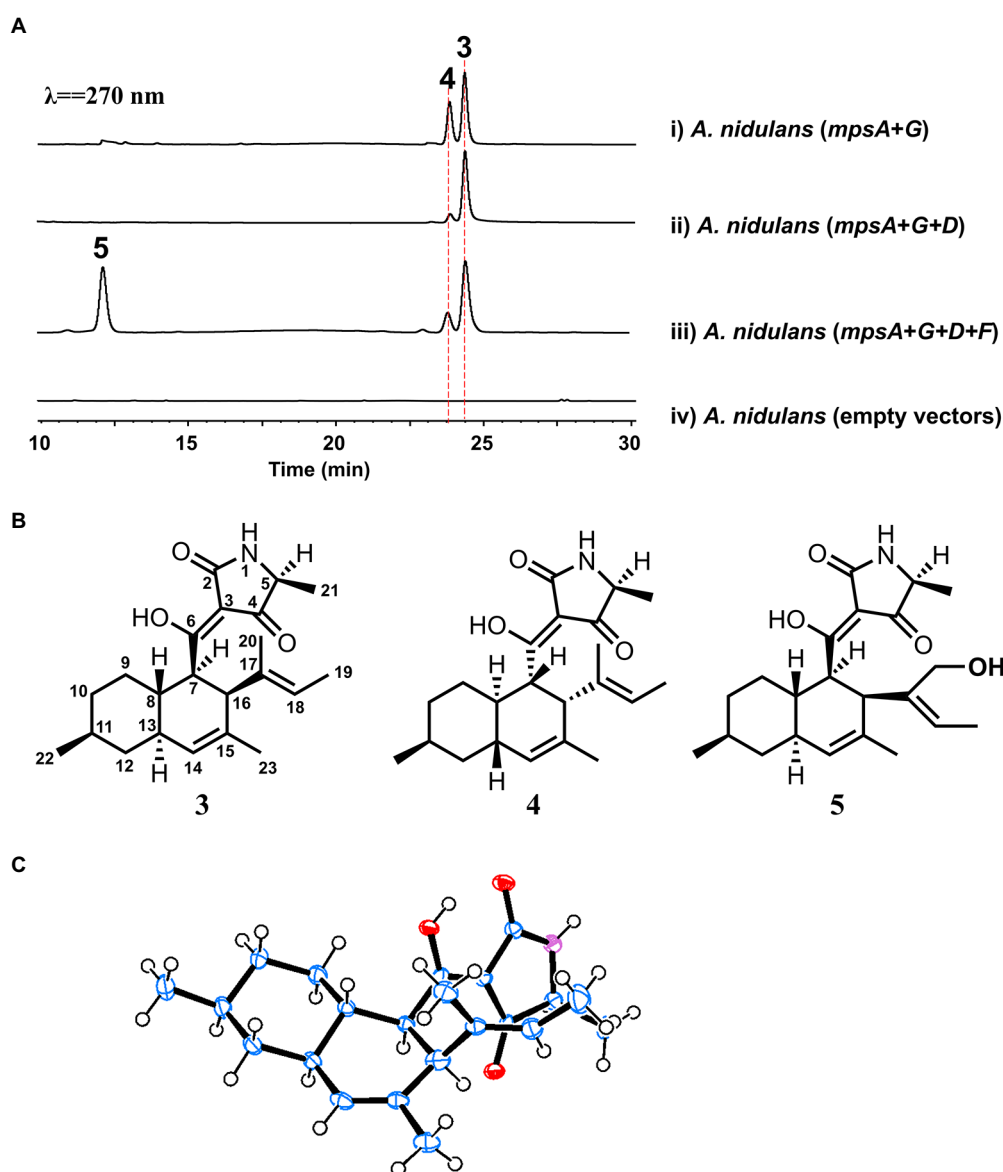 A
λ==270 nm
4
3
i) A. nidulans (mpsA+G)
ii) A. nidulans (mpsA+G+D)
5
iii) A. nidulans (mpsA+G+D+F)
iv) A. nidulans (empty vectors)
10 15 20 25 30
Time (min)
B
H
O N H
1
2 5
21
3 4
HO
6 O
H 20
9 17 19
10 8 7 16 18
H
11 13 15
22 12 14 23
H
3
H
O N H
HO
O
H H
H
4
H
O N H
HO
O
H H OH
H
5
C